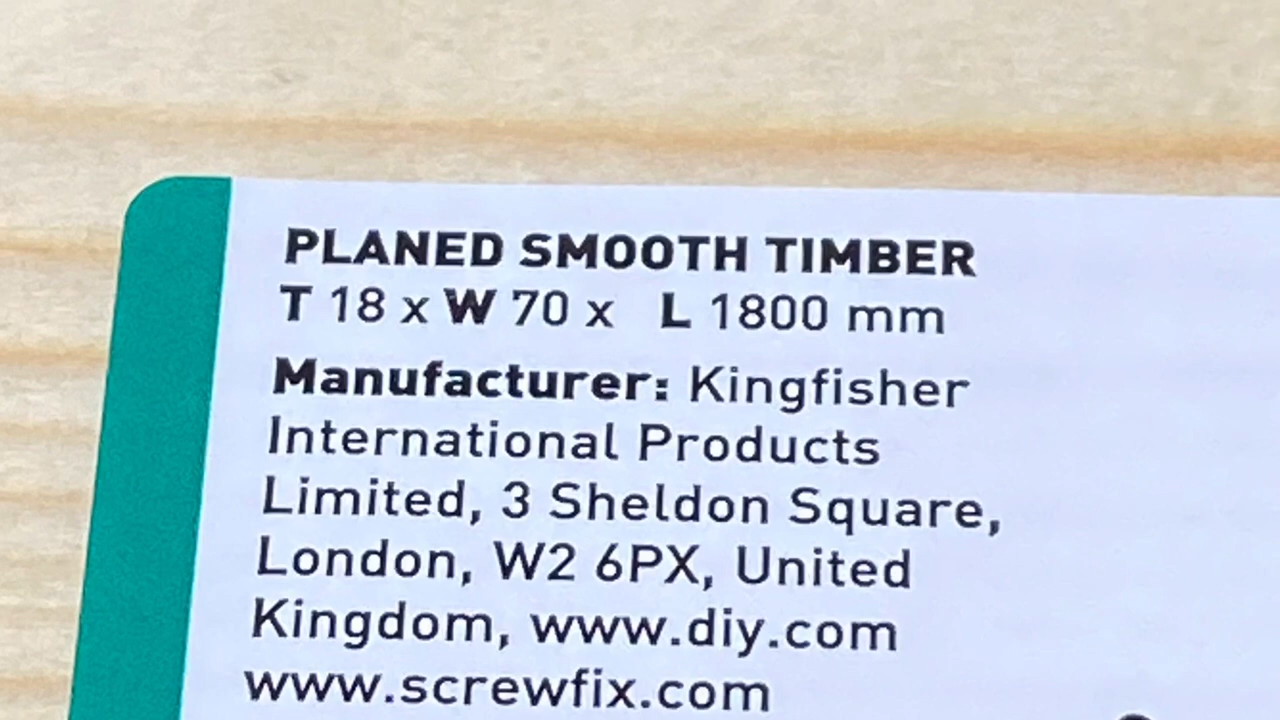 PLANED SMOOTH TIMBER
T 18 x W 70 x L 1800 mm
Manufacturer: Kingfisher
International Products
Limited, 3 Sheldon Square,
London, W2 6PX, United
Kingdom, www.diy.com
www.screwfix.com